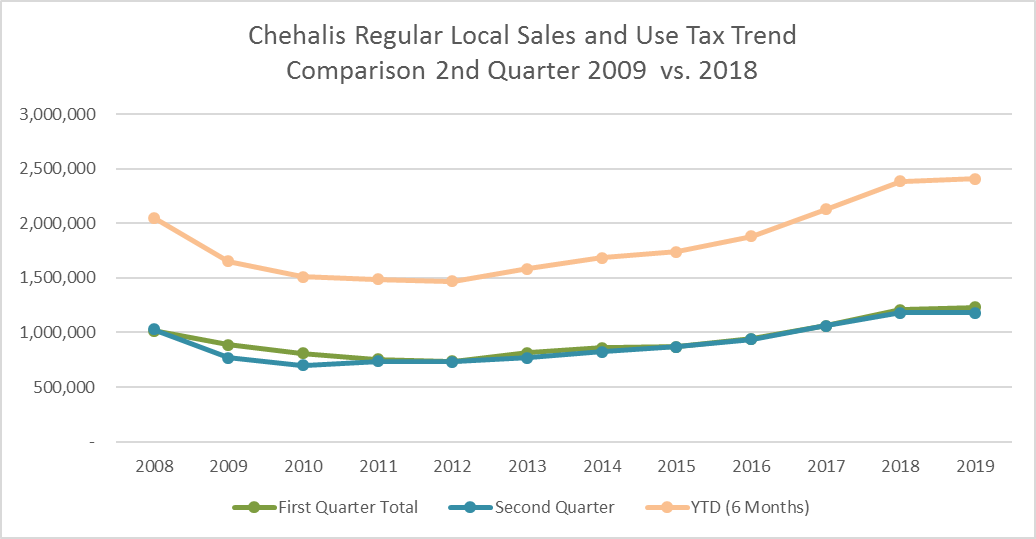 Chehalis Regular Local Sales and Use Tax Trend
Comparison 2nd Quarter 2009 vs. 2018
3,000,000
2,500,000
2,000,000
1,500,000
1,000,000
500,000
-
2008 2009 2010 2011 2012 2013 2014 2015 2016 2017 2018 2019
First Quarter Total Second Quarter YTD (6 Months)